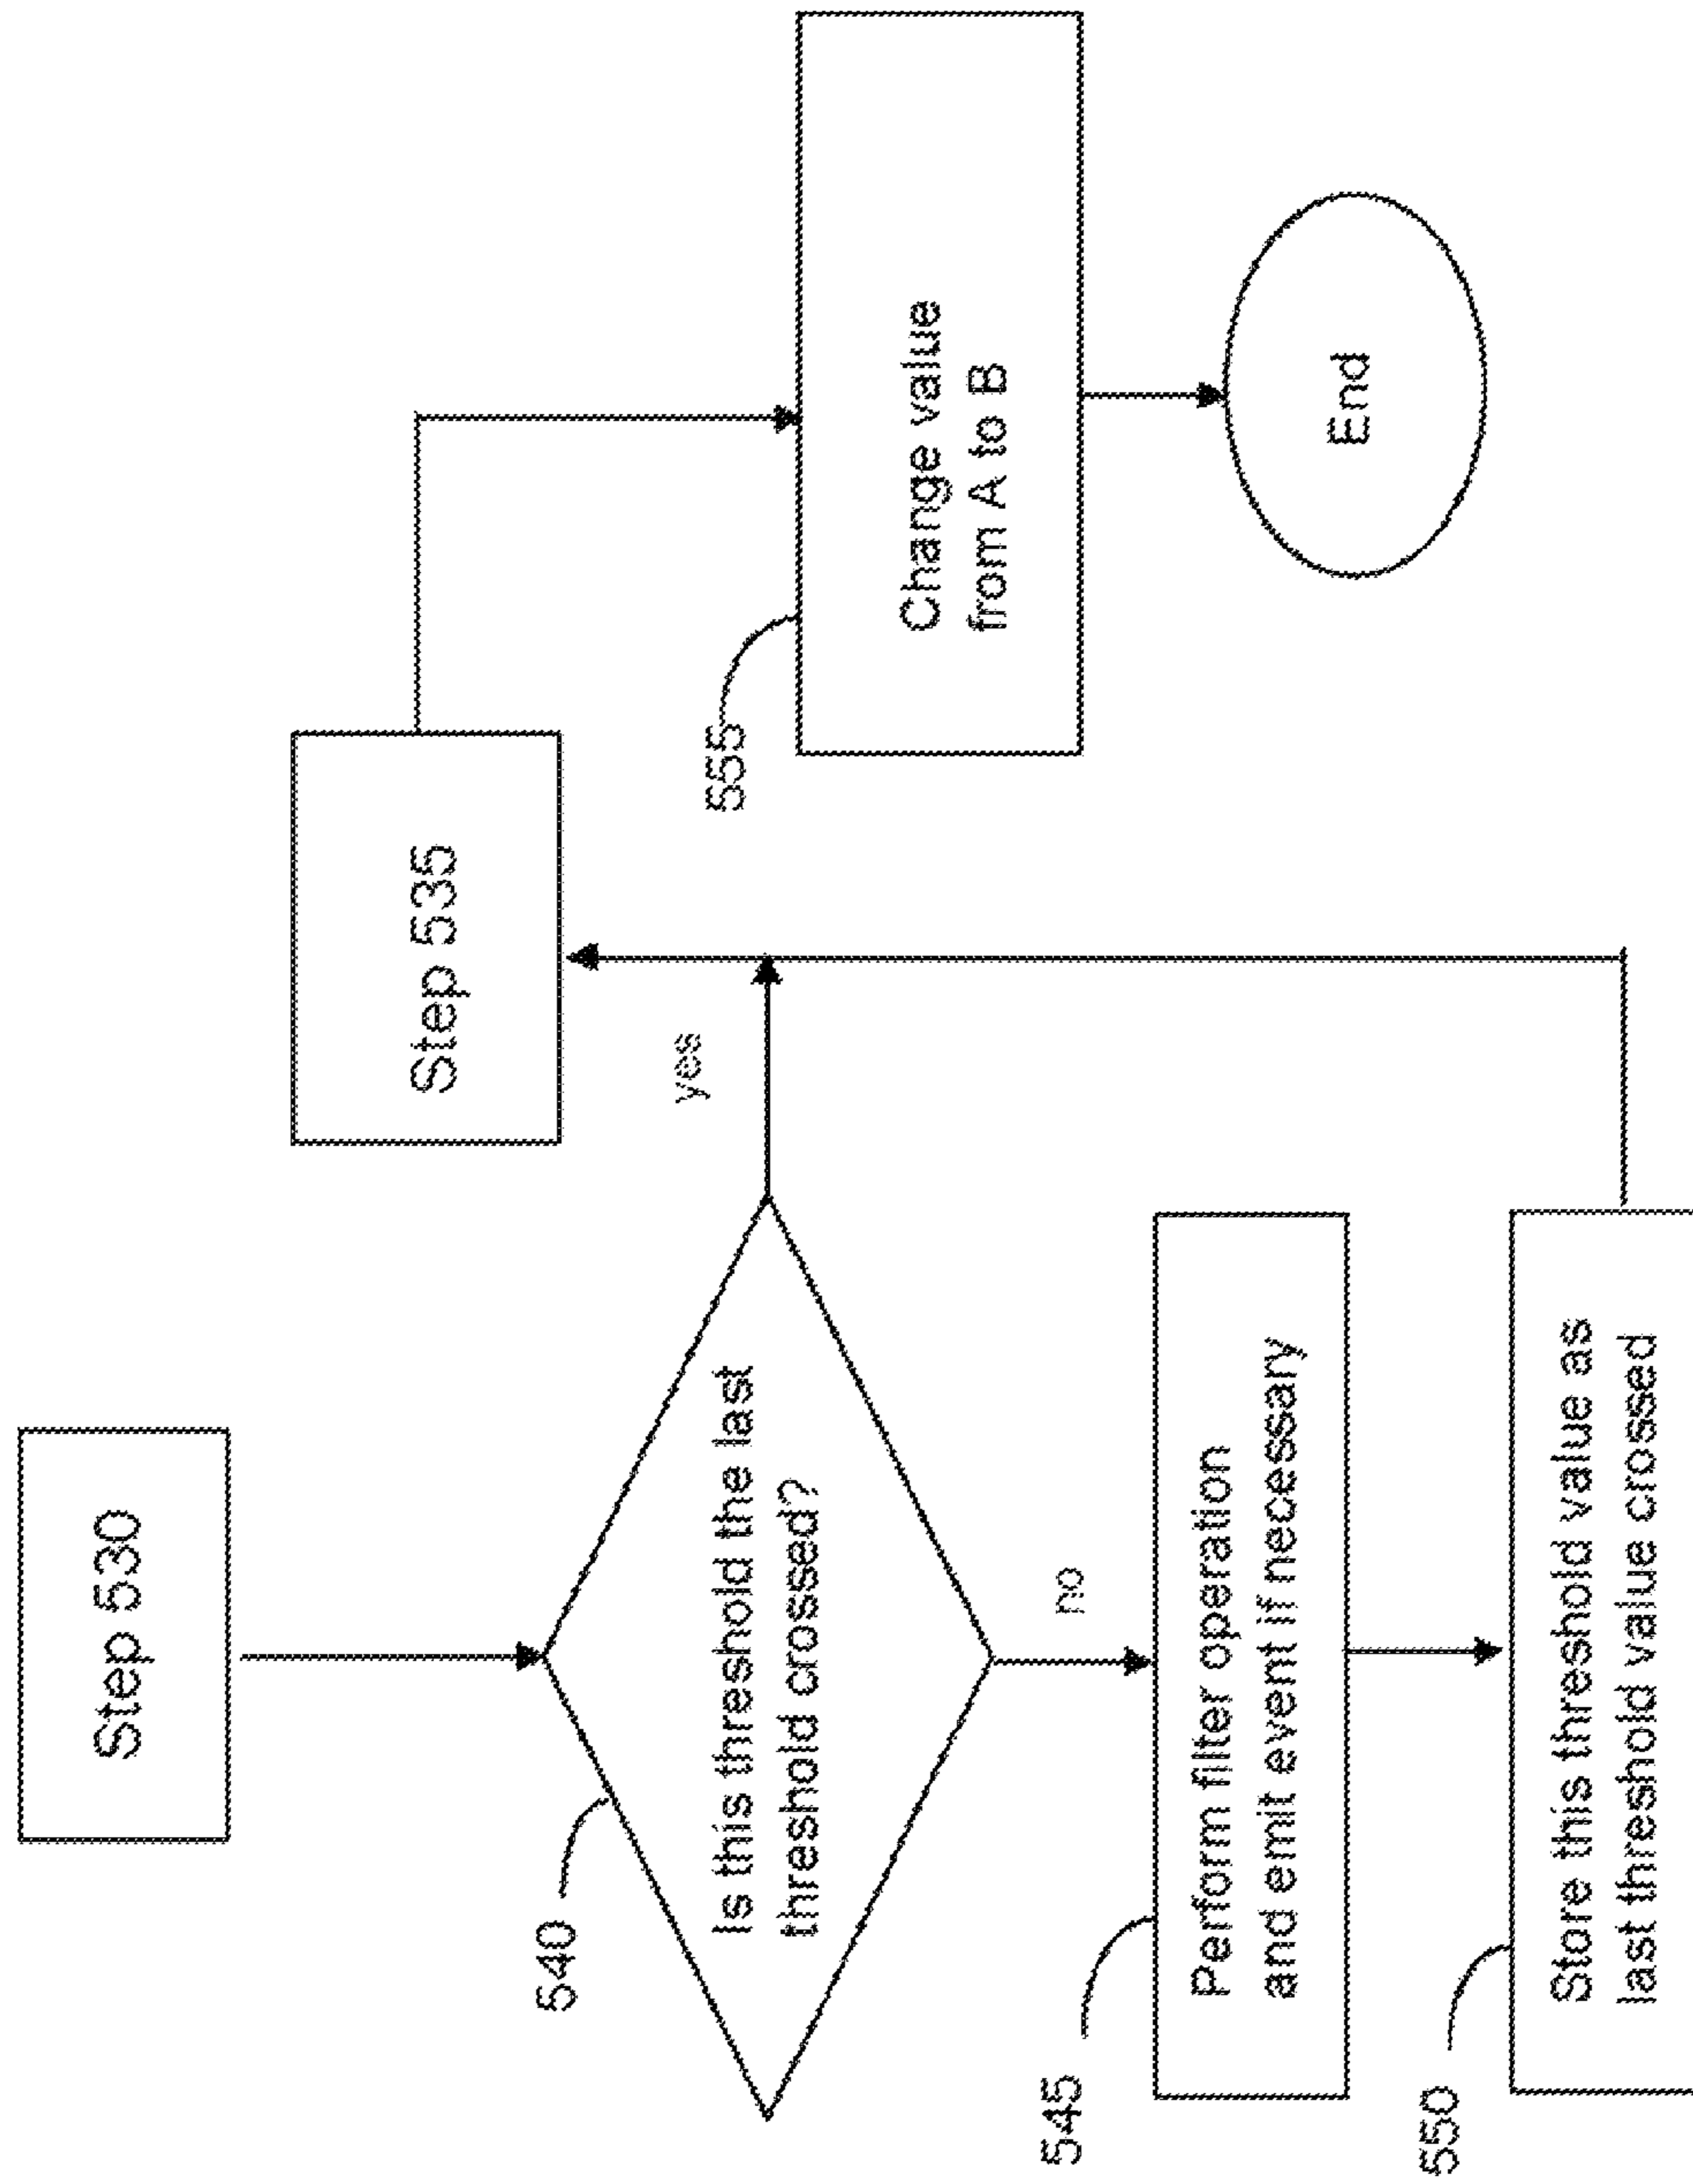 Step 530
540
Is this threshold the last
threshold crossed?
yes
no
545
Perform filter operation
and emit event if necessary
550
Store this threshold value as
last threshold value crossed
Step 535
555
Change value
from A to B
End